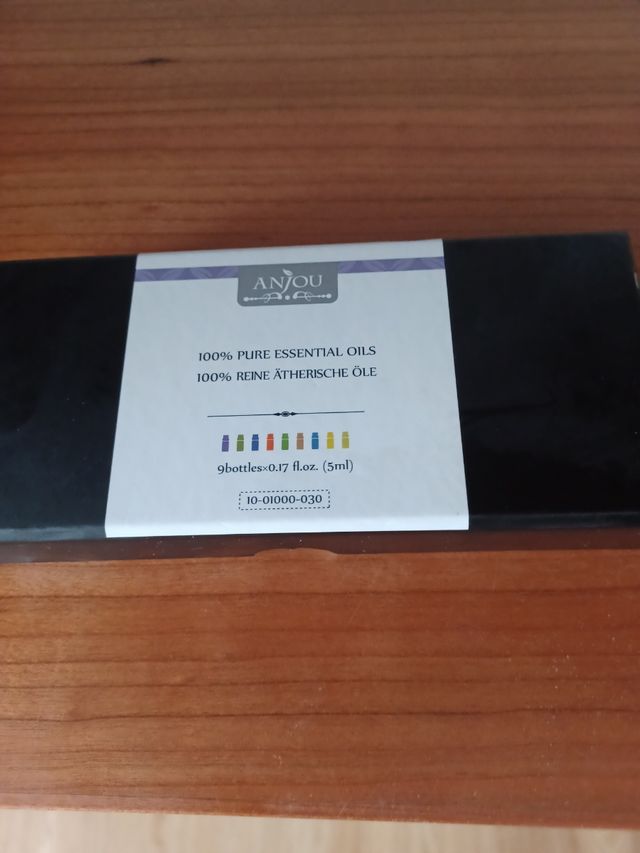 ANJOU
100% PURE ESSENTIAL OILS
100% REINE ÄTHERISCHE ÖLE
9bottles×0.17 fl.oz. (5ml)
10-01000-030